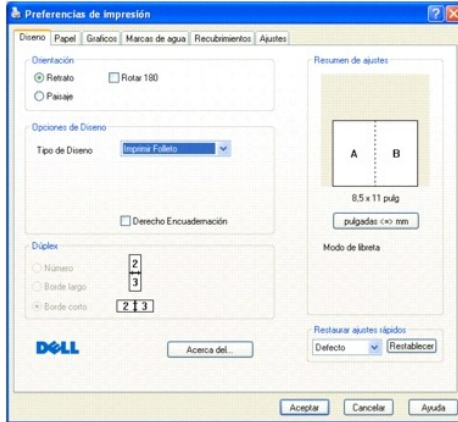 Preferencias de impresión
Diseno Papel Graficos Marcas de agua Recubrimientos Ajustes
Orientación
Retrato
Rotar 180
Paisaje
Opciones de Diseno
Tipo de Diseno
Imprimir Folleto
Derecho Encuadernación
Dúplex
Número
Borde largo
Borde corto
2
3
2 3
DELL
Acerca del...
Resumen de ajustes
A B
8,5 x 11 pulg
pulgadas <=> mm
Modo de libreta
Restaurar ajustes rápidos
Defecto
Restablecer
Aceptar Cancelar Ayuda